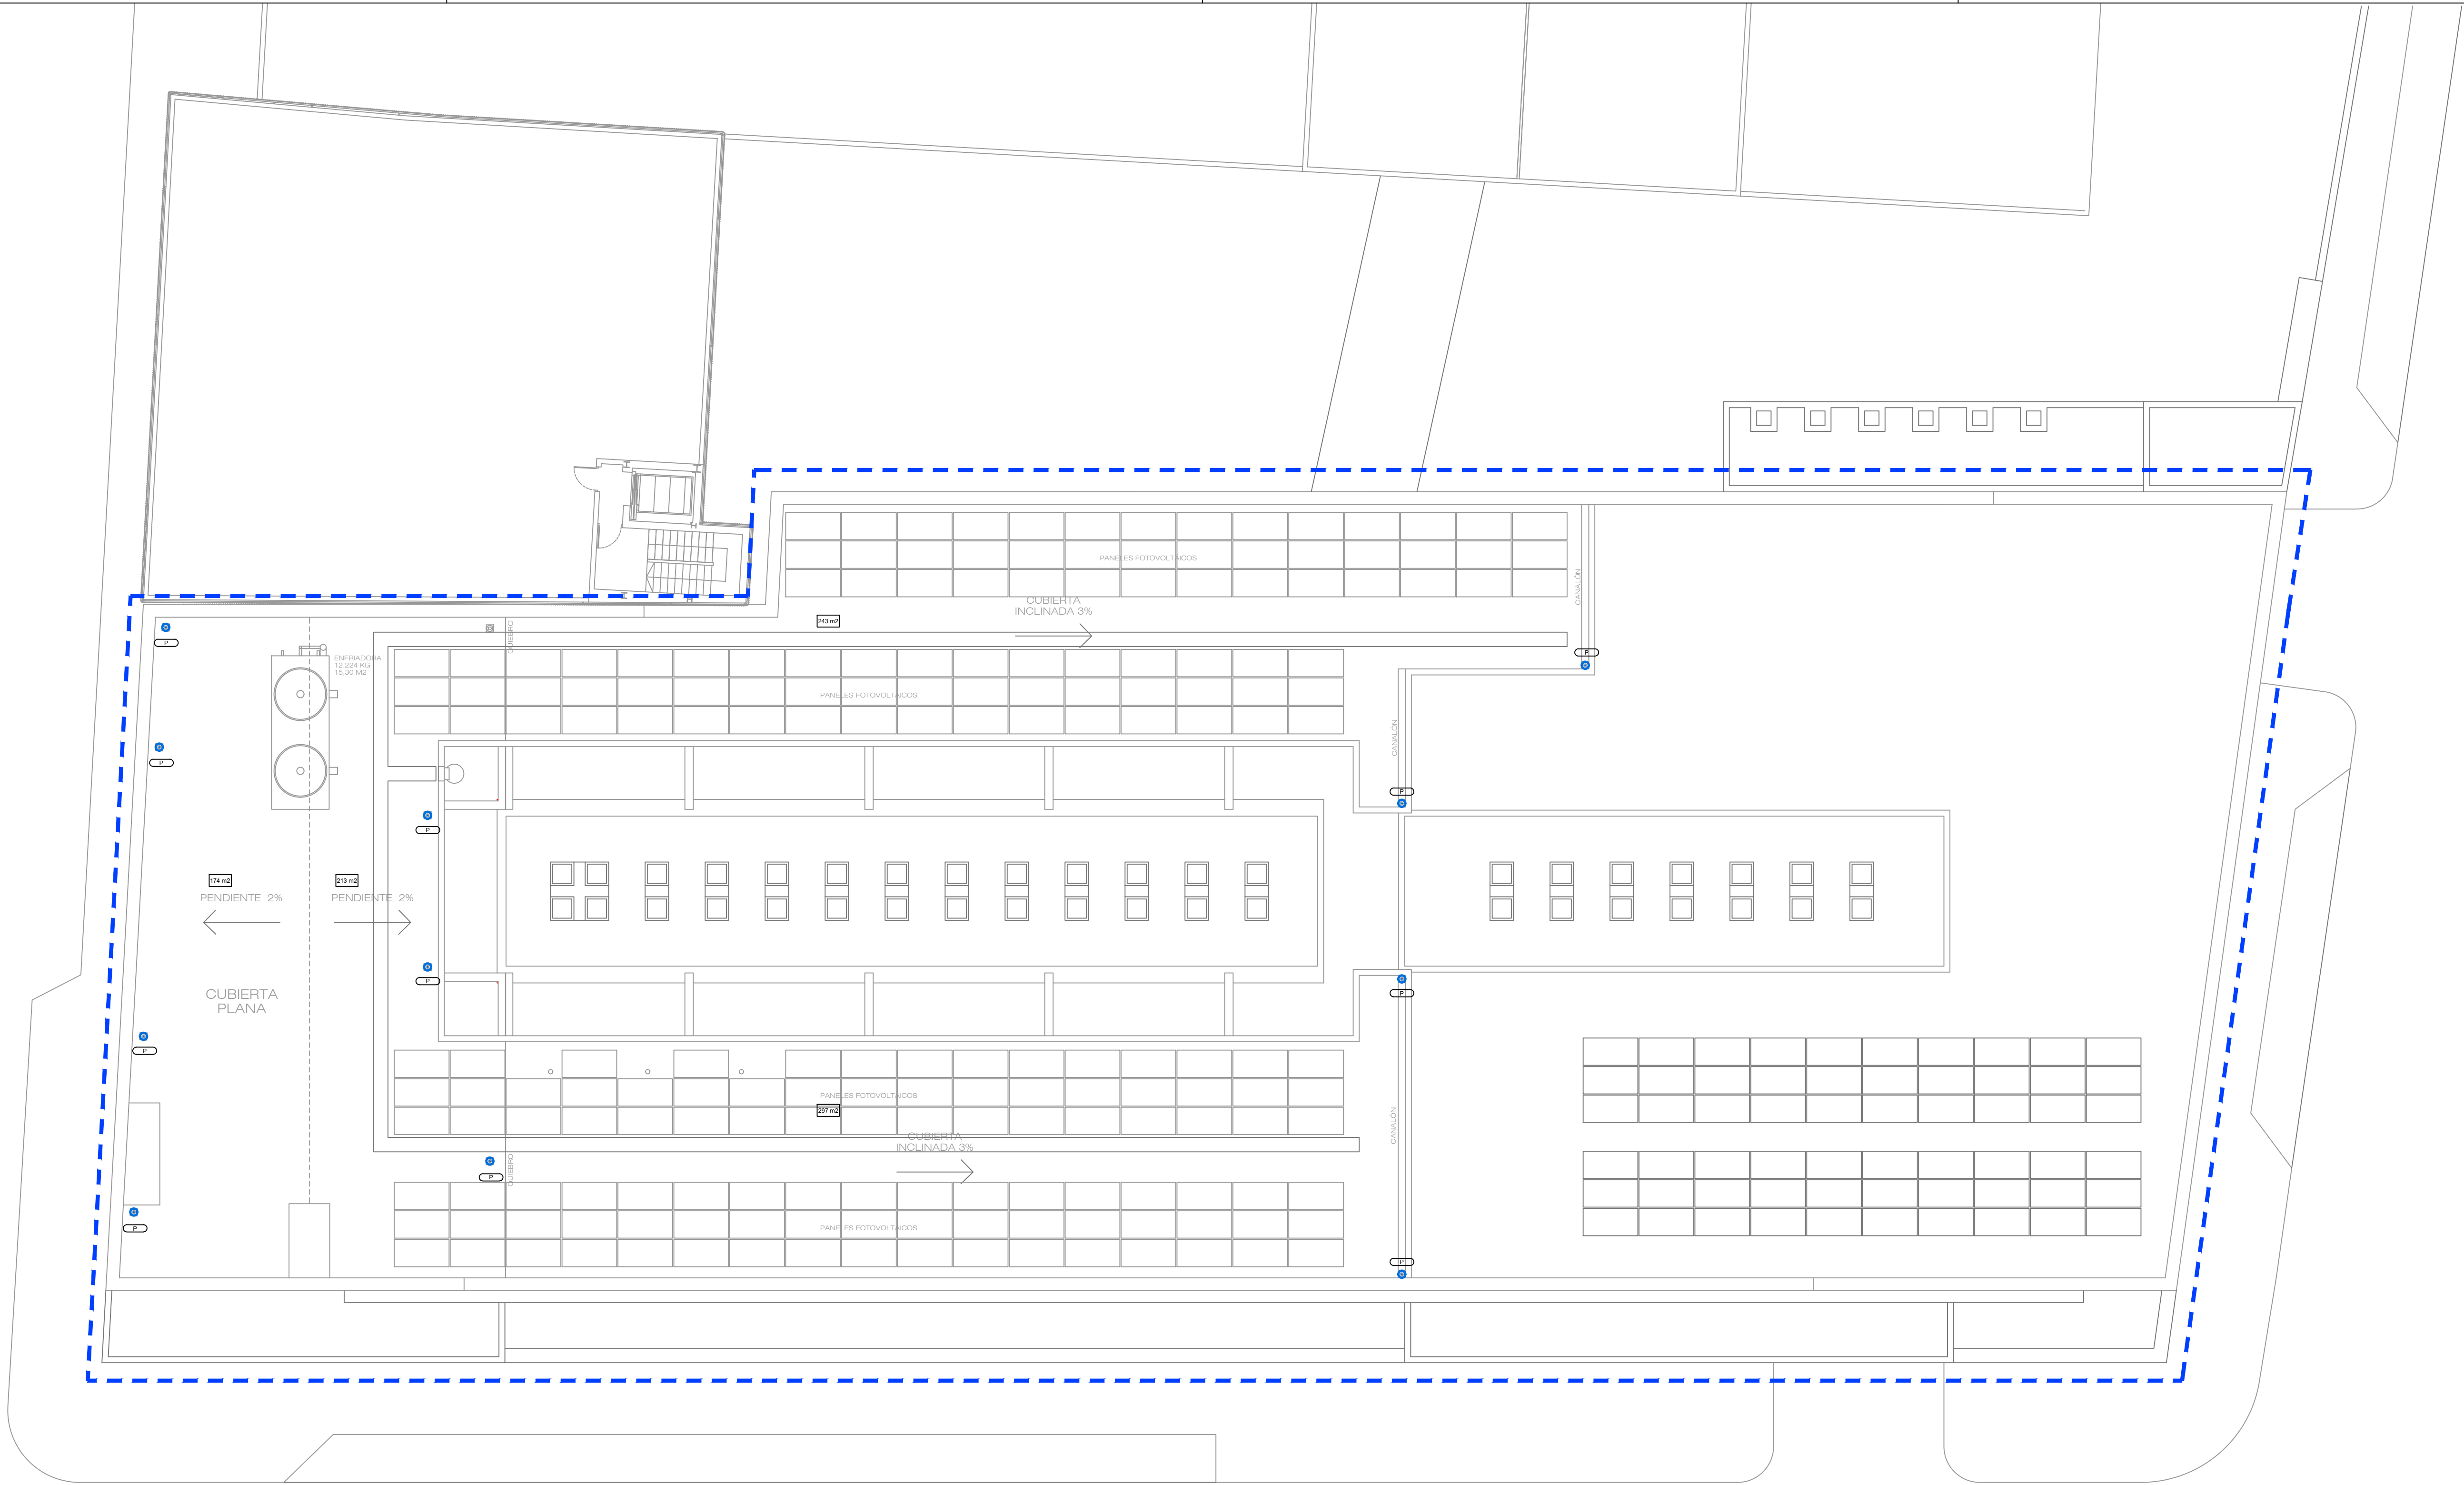 PANELES FOTOVOLTAICOS
CANALÓN
CUBIERTA
INCLINADA 3%
243 m2
P
QUIEBRO
ENFRIADORA
12.224 KG
15,30 M2
P
PANELES FOTOVOLTAICOS
CANALÓN
P
P
P
174 m2
213 m2
PENDIENTE 2%
PENDIENTE 2%
P
P
CUBIERTA
PLANA
P
PANELES FOTOVOLTAICOS
297 m2
CANALÓN
CUBIERTA
INCLINADA 3%
QUIEBRO
P
PANELES FOTOVOLTAICOS
P
P